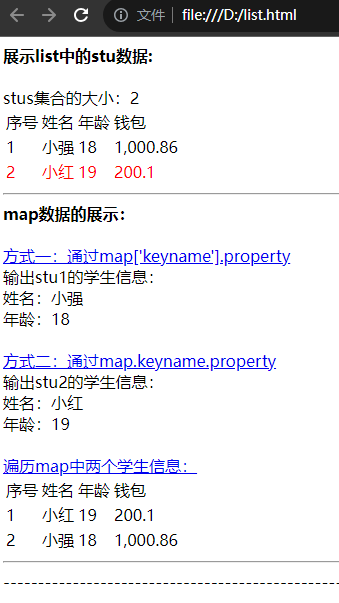 文件 file:///D:/list.html
展示list中的stu数据:
stus集合的大小：2
序号 姓名 年龄 钱包
1 小强 18 1,000.86
2 小红 19 200.1
map数据的展示：
方式一：通过map['keyname'].property
输出stu1的学生信息：
姓名：小强
年龄：18
方式二：通过map.keyname.property
输出stu2的学生信息：
姓名：小红
年龄：19
遍历map中两个学生信息：
序号 姓名 年龄 钱包
1 小红 19 200.1
2 小强 18 1,000.86
------------------------------------------------